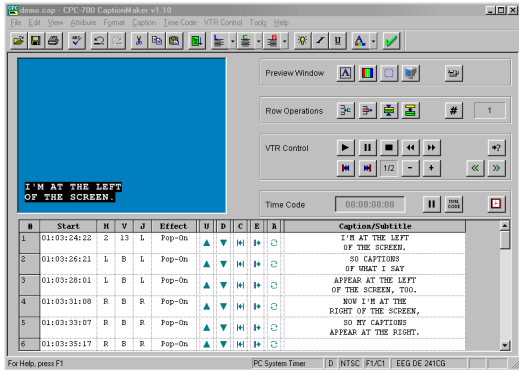 demo.cap - CPC-700 CaptionMaker v1.10
File Edit View Attribute Format Caption Time Code VTR Control Tools Help
Preview Window
Row Operations # 1
VTR Control
1/2 - +
Time Code 00:00:00:00 TIME CODE
I'M AT THE LEFT
OF THE SCREEN.
# Start H V J Effect U D C E R Caption/Subtitle
1 01:03:24:22 2 13 L Pop-On I'M AT THE LEFT
OF THE SCREEN.
2 01:03:26:21 L B L Pop-On SO CAPTIONS
OF WHAT I SAY
3 01:03:28:01 L B L Pop-On APPEAR AT THE LEFT
OF THE SCREEN, TOO.
4 01:03:31:08 R B R Pop-On NOW I'M AT THE
RIGHT OF THE SCREEN,
5 01:03:33:07 R B R Pop-On SO MY CAPTIONS
APPEAR AT THE RIGHT.
6 01:03:35:17 R B R Pop-On
For Help, press F1 PC System Timer D NTSC F1/C1 EEG DE 241CG